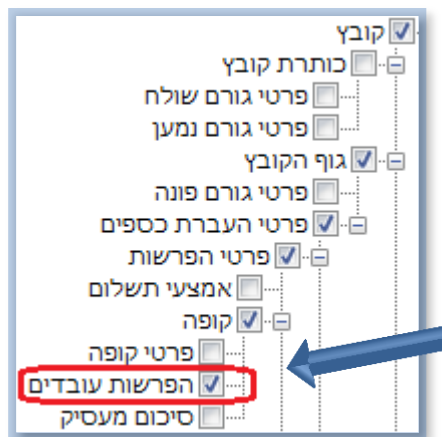 קובץ
כותרת קובץ
פרטי גורם שולח
פרטי גורם נמען
גוף הקובץ
פרטי גורם פונה
פרטי העברת כספים
פרטי הפרשות
אמצעי תשלום
קופה
פרטי קופה
הפרשות עובדים
סיכום מעסיק